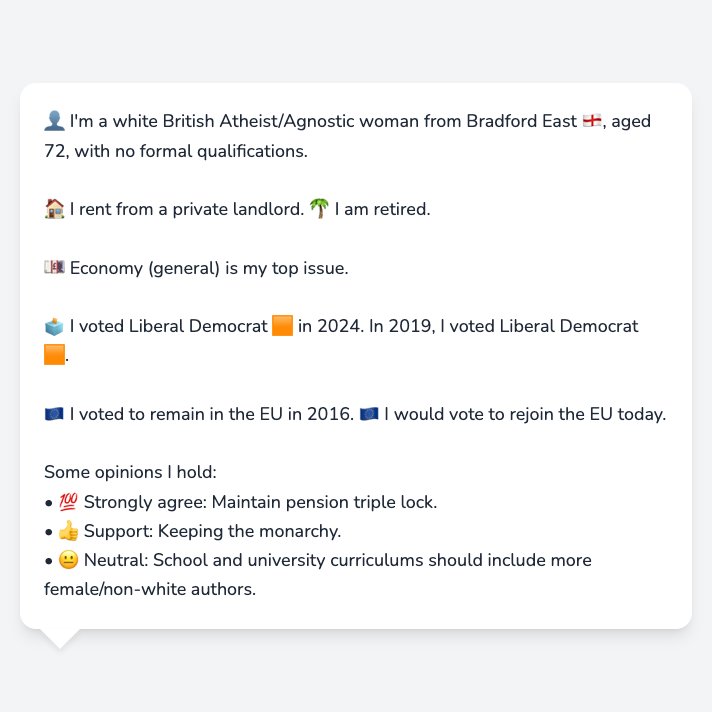 👤 I'm a white British Atheist/Agnostic woman from Bradford East 🏴󠁧󠁢󠁥󠁮󠁧󠁿, aged
72, with no formal qualifications.
🏠 I rent from a private landlord. 🌴 I am retired.
💷 Economy (general) is my top issue.
🗳️ I voted Liberal Democrat 🟧 in 2024. In 2019, I voted Liberal Democrat
🟧.
🇪🇺 I voted to remain in the EU in 2016. 🇪🇺 I would vote to rejoin the EU today.
Some opinions I hold:
• 💯 Strongly agree: Maintain pension triple lock.
• 👍 Support: Keeping the monarchy.
• 😐 Neutral: School and university curriculums should include more
female/non-white authors.